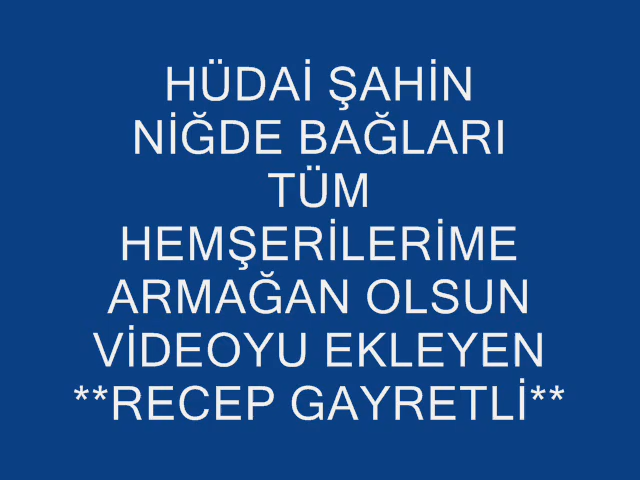 HÜDAİ ŞAHİN
NİĞDE BAĞLARI
TÜM
HEMŞERİLERİME
ARMAĞAN OLSUN
VİDEOYU EKLEYEN
**RECEP GAYRETLİ**